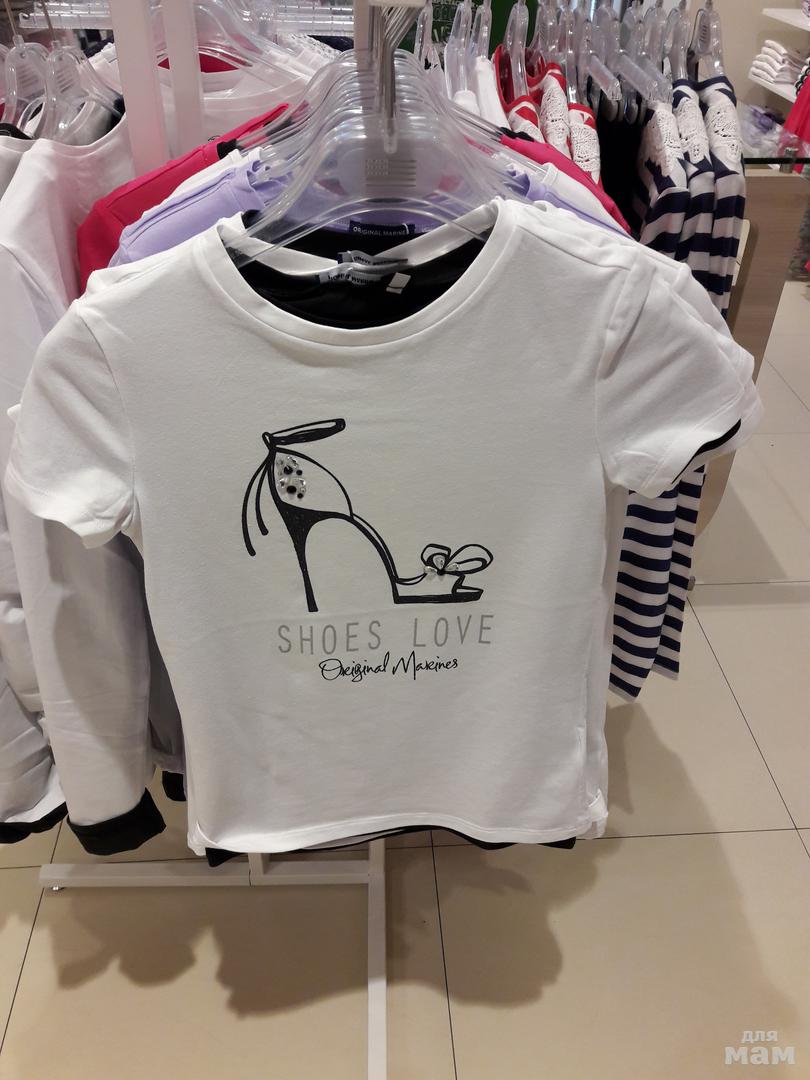 ORIGINAL MARINES
SHOES LOVE
Original Marines
для
мам